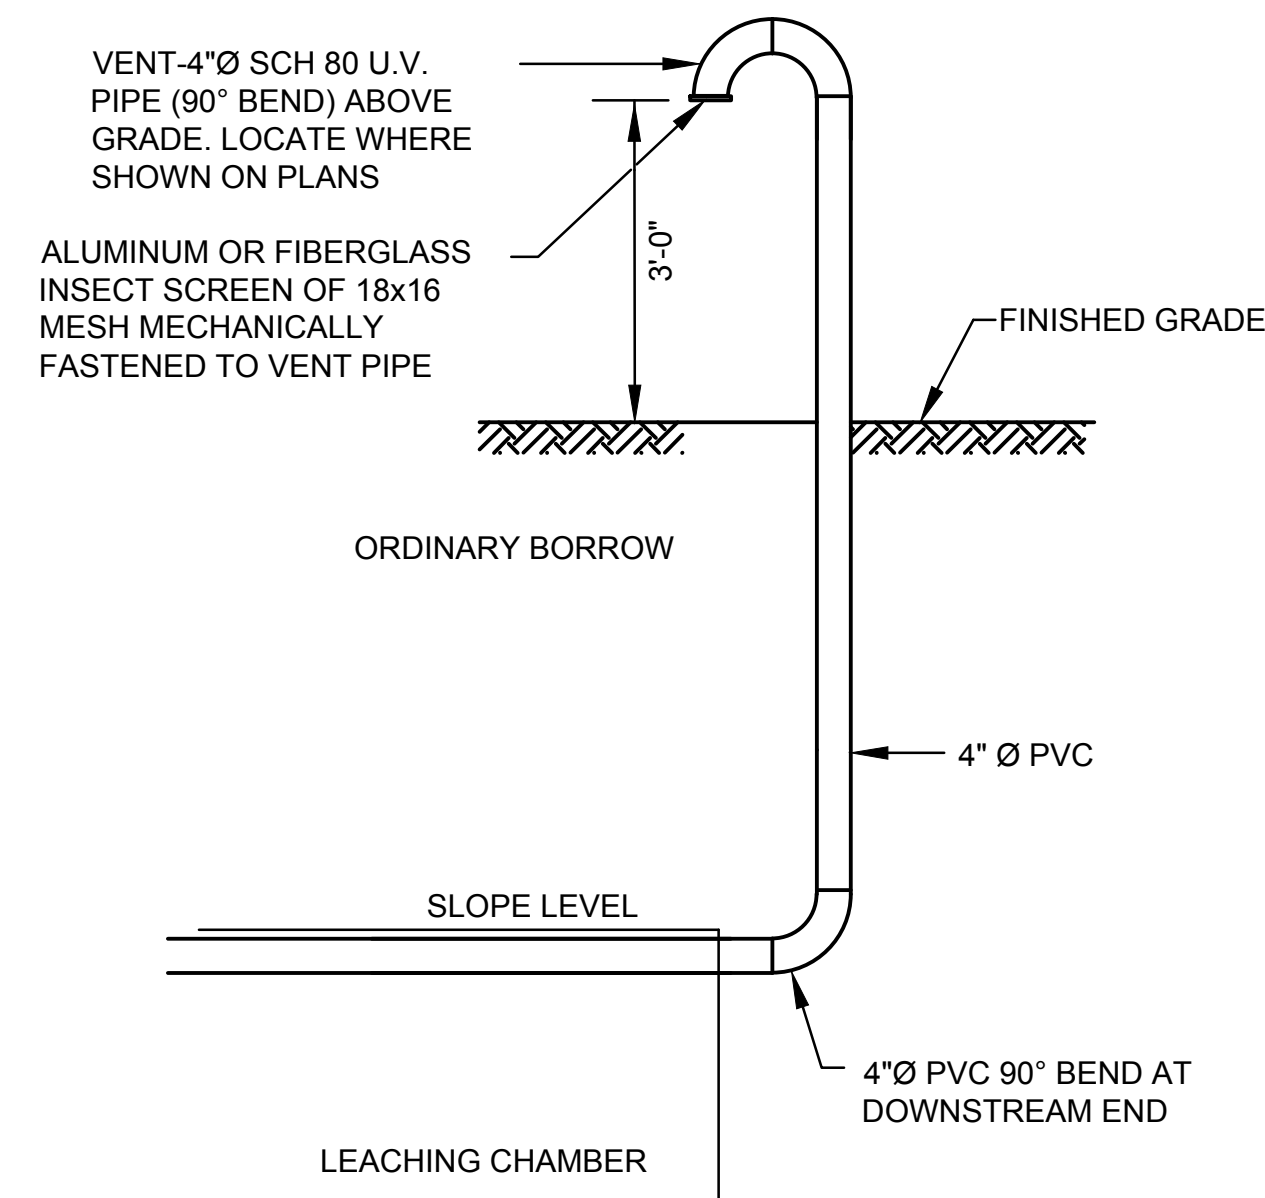 VENT-4"Ø SCH 80 U.V.
PIPE (90° BEND) ABOVE
GRADE. LOCATE WHERE
SHOWN ON PLANS
ALUMINUM OR FIBERGLASS
INSECT SCREEN OF 18x16
MESH MECHANICALLY
FASTENED TO VENT PIPE
3'-0"
FINISHED GRADE
ORDINARY BORROW
4" Ø PVC
SLOPE LEVEL
4"Ø PVC 90° BEND AT
DOWNSTREAM END
LEACHING CHAMBER